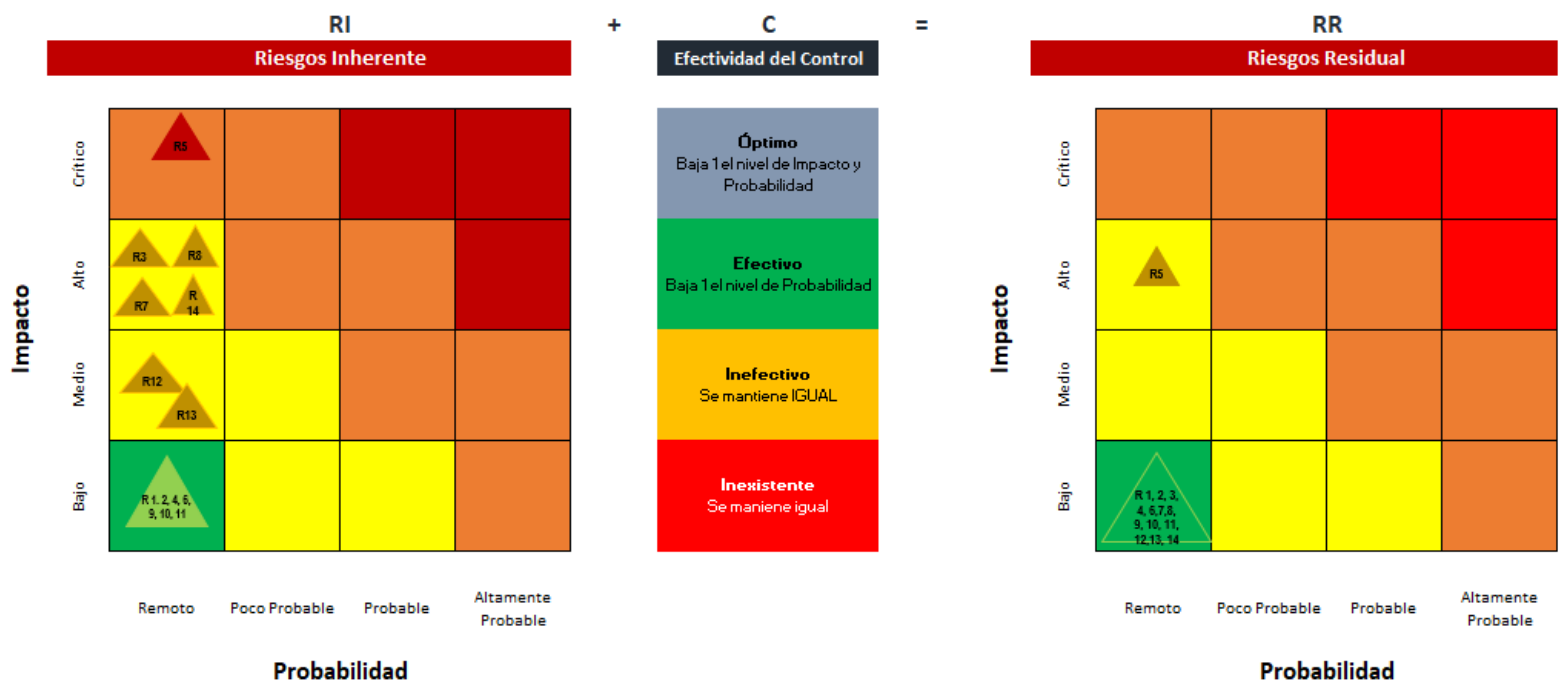 RI + C = RR
Riesgos Inherente
Efectividad del Control
Riesgos Residual
Impacto
Crítico
Alto
Medio
Bajo
R5
R3
R8
R7
R
14
R12
R13
R 1. 2, 4, 6,
9, 10, 11
Remoto
Poco Probable
Probable
Altamente
Probable
Probabilidad
Óptimo
Baja 1 el nivel de Impacto y
Probabilidad
Efectivo
Baja 1 el nivel de Probabilidad
Inefectivo
Se mantiene IGUAL
Inexistente
Se maniene igual
Impacto
Crítico
Alto
Medio
Bajo
R5
R 1, 2, 3,
4, 6,7,8,
9, 10, 11,
12,13, 14
Remoto
Poco Probable
Probable
Altamente
Probable
Probabilidad